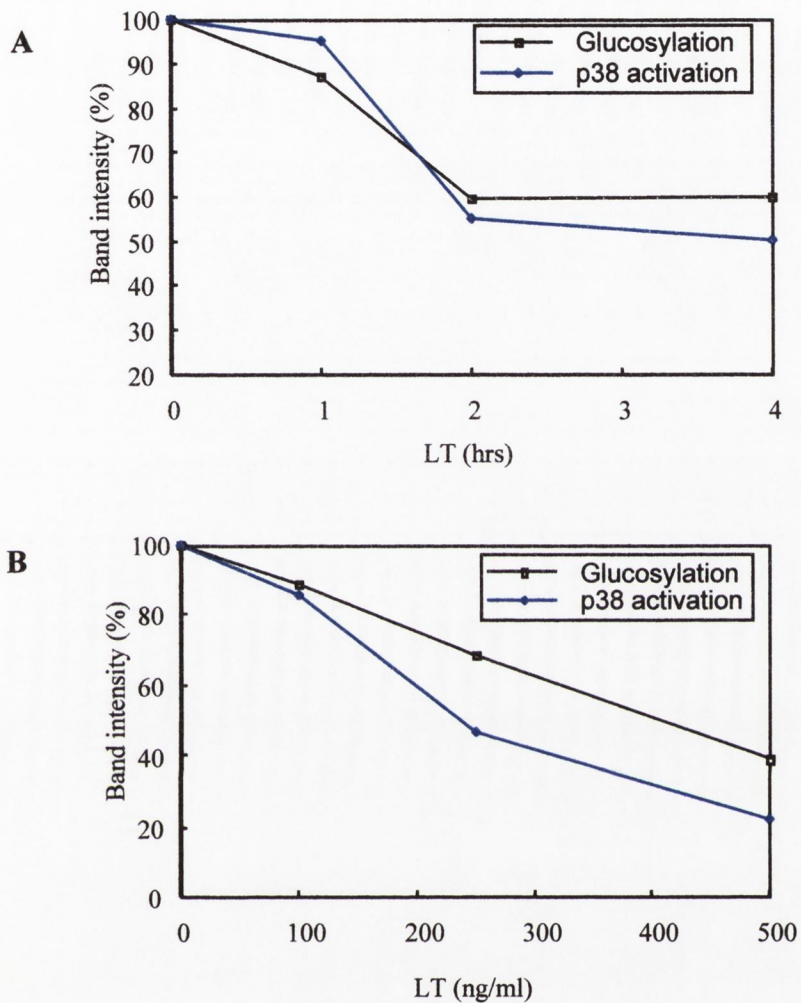 A
Band intensity (%)
100
90
80
70
60
50
40
30
20
0
1
2
3
4
LT (hrs)
Glucosylation
p38 activation
B
Band intensity (%)
100
80
60
40
20
0
0
100
200
300
400
500
LT (ng/ml)
Glucosylation
p38 activation